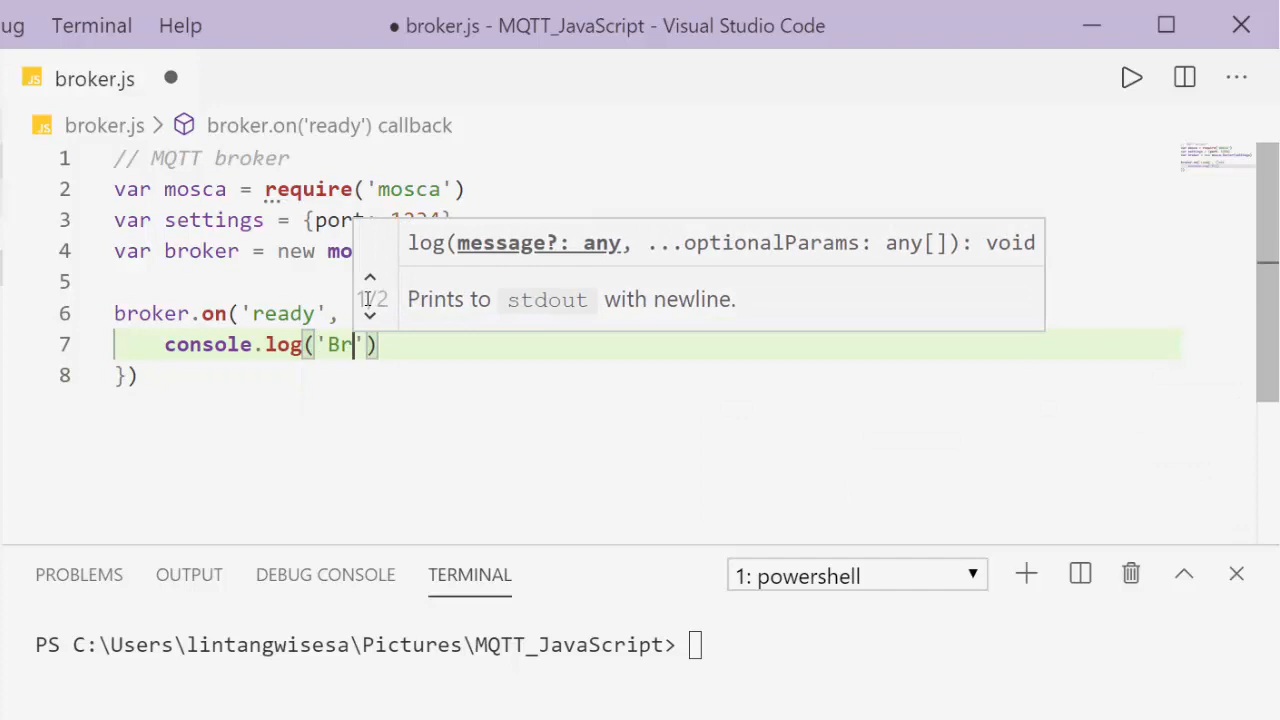 ug Terminal Help ● broker.js - MQTT_JavaScript - Visual Studio Code
JS broker.js
JS broker.js > broker.on('ready') callback
1 // MQTT broker
2 var mosca = require('mosca')
3 var settings = {port: 1234}
4 var broker = new mo
log(message?: any, ...optionalParams: any[]): void
5
1/2 Prints to stdout with newline.
6 broker.on('ready',
7 console.log('Br')
8 })
PROBLEMS OUTPUT DEBUG CONSOLE TERMINAL 1: powershell
PS C:\Users\lintangwisesa\Pictures\MQTT_JavaScript>